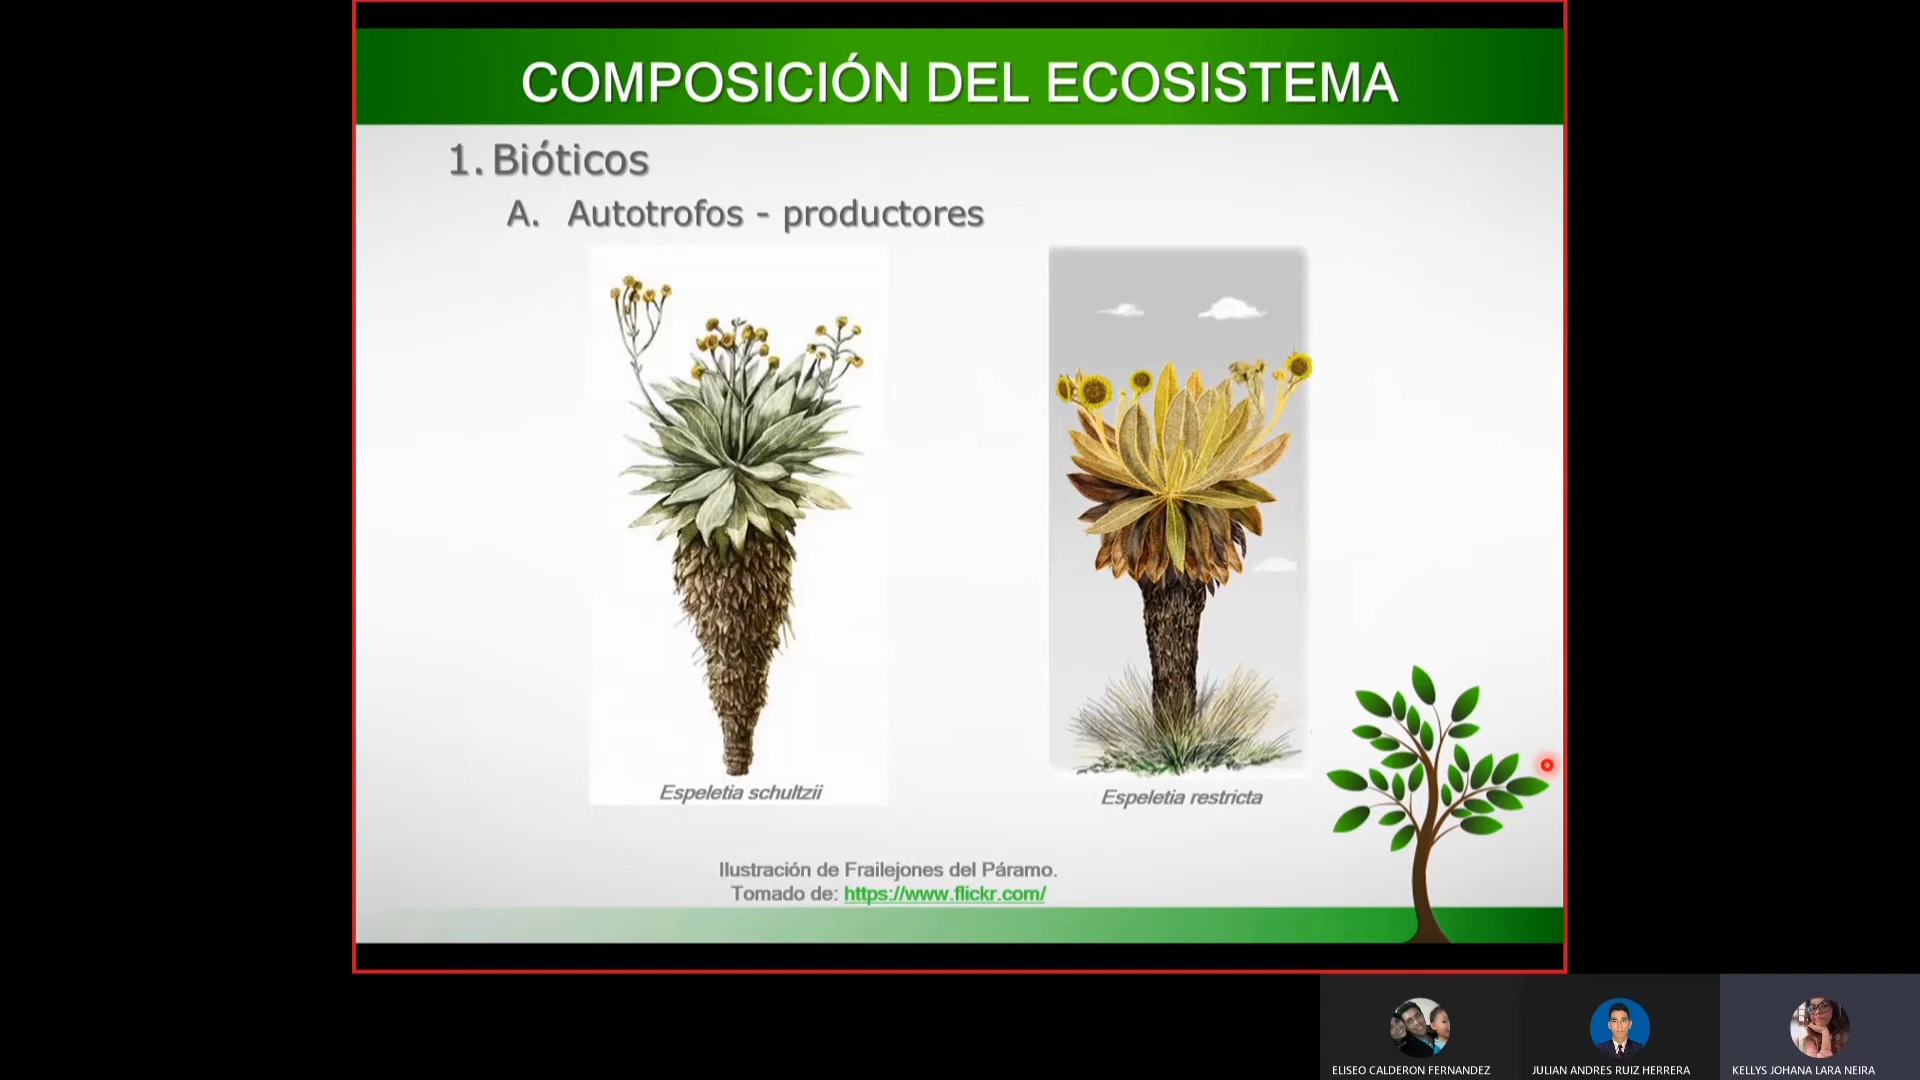 COMPOSICIÓN DEL ECOSISTEMA
1. Bióticos
A. Autotrofos - productores
Espeletia schultzii
Espeletia restricta
Ilustración de Frailejones del Páramo.
Tomado de: https://www.flickr.com/
ELISEO CALDERON FERNANDEZ
JULIAN ANDRES RUIZ HERRERA
KELLYS JOHANA LARA NEIRA